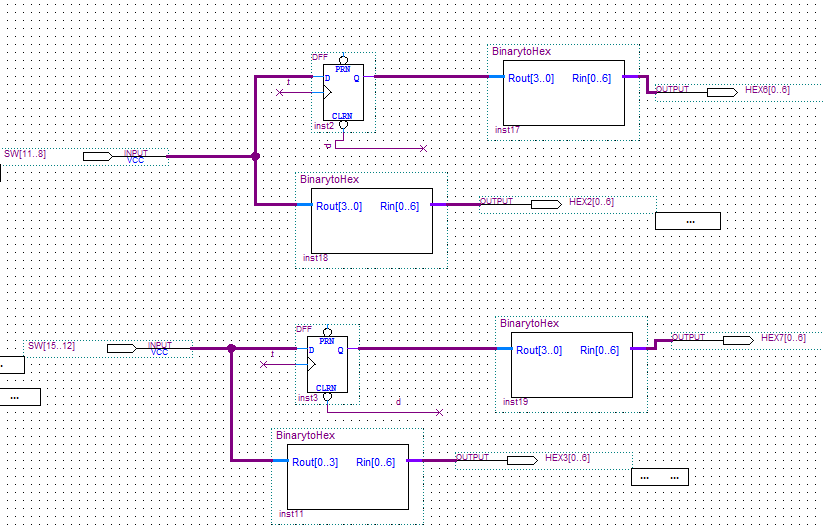 DFF
PRN
D
Q
t
CLRN
inst2
d
BinarytoHex
Rout[3..0]
Rin[0..6]
inst17
OUTPUT
HEX6[0..6]
SW[11..8]
INPUT
VCC
BinarytoHex
Rout[3..0]
Rin[0..6]
inst18
OUTPUT
HEX2[0..6]
...
DFF
PRN
D
Q
t
CLRN
inst3
d
BinarytoHex
Rout[3..0]
Rin[0..6]
inst19
OUTPUT
HEX7[0..6]
SW[15..12]
INPUT
VCC
.
...
BinarytoHex
Rout[0..3]
Rin[0..6]
inst11
OUTPUT
HEX3[0..6]
... ...